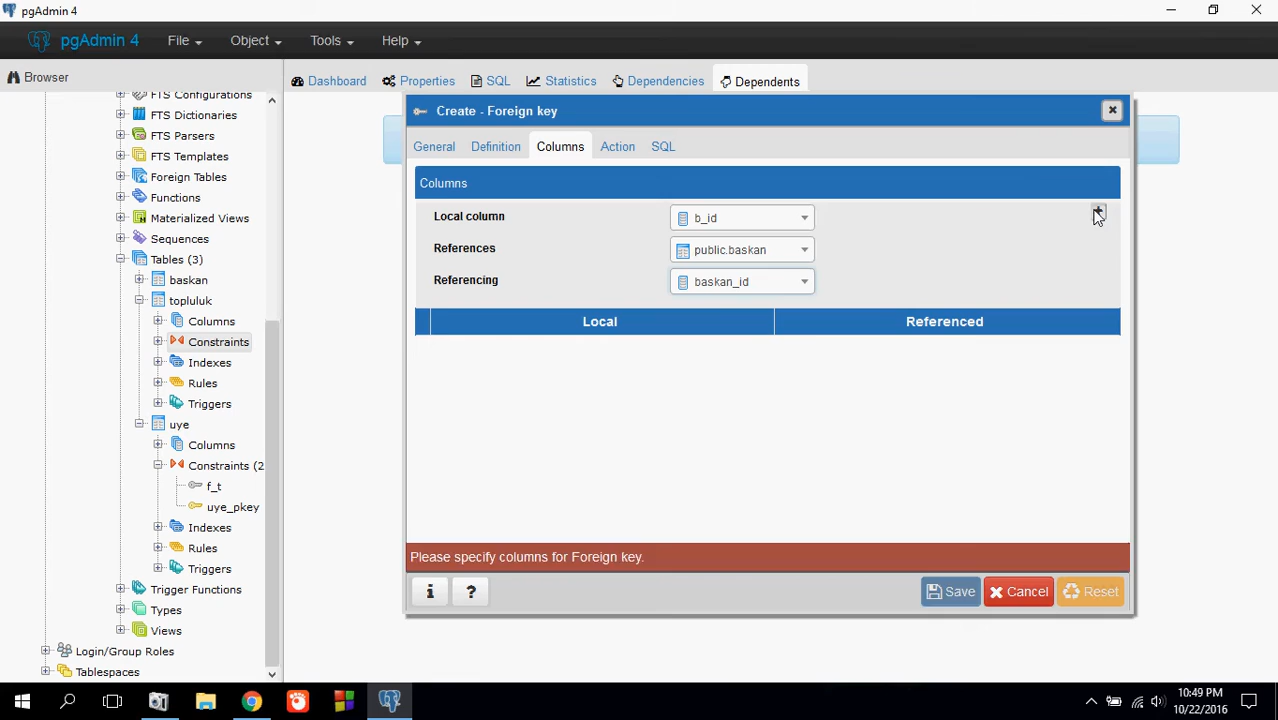 pgAdmin 4
pgAdmin 4 File Object Tools Help
Browser
Dashboard Properties SQL Statistics Dependencies Dependents
FTS Configurations
FTS Dictionaries
FTS Parsers
FTS Templates
Foreign Tables
Functions
Materialized Views
Sequences
Tables (3)
baskan
topluluk
Columns
Constraints
Indexes
Rules
Triggers
uye
Columns
Constraints (2
f_t
uye_pkey
Indexes
Rules
Triggers
Trigger Functions
Types
Views
Login/Group Roles
Tablespaces
Create - Foreign key
General Definition Columns Action SQL
Columns
Local column b_id
References public.baskan
Referencing baskan_id
Local Referenced
Please specify columns for Foreign key.
i ? Save Cancel Reset
10:49 PM
10/22/2016